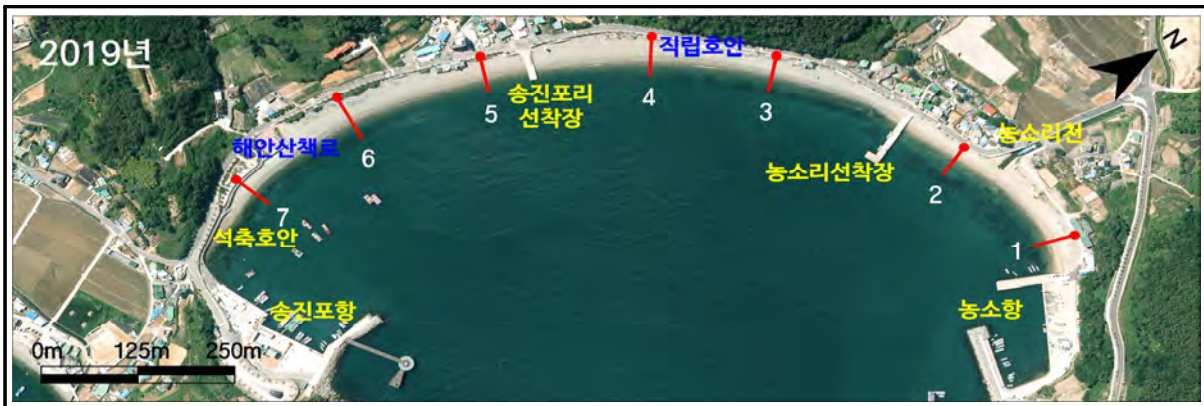 2019년
N
직립호안
5
송진포리
선착장
4
3
해안산책로
6
농소리천
농소리선착장
2
7
석축호안
1
송진포항
농소항
0m 125m 250m